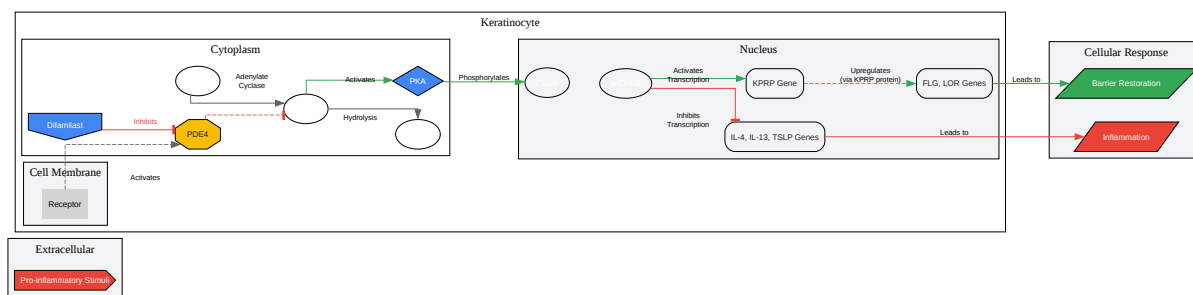 Keratinocyte
Cytoplasm
Nucleus
Cellular Response
Adenylate
Cyclase
Activates
PKA
Phosphorylates
Activates
Transcription
KPRP Gene
Upregulates
(via KPRP protein)
FLG, LOR Genes
Leads to
Barrier Restoration
Difamilast
Inhibits
PDE4
Hydrolysis
Inhibits
Transcription
IL-4, IL-13, TSLP Genes
Leads to
Inflammation
Cell Membrane
Receptor
Activates
Extracellular
Pro-inflammatory Stimuli